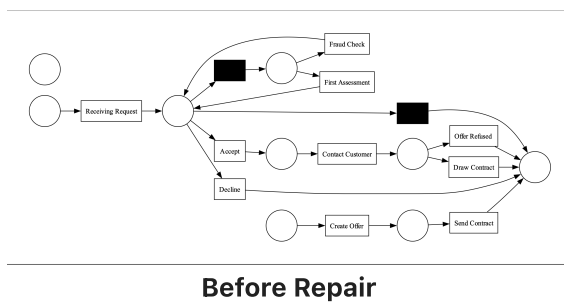 Fraud Check
First Assessment
Receiving Request
Offer Refused
Accept
Contact Customer
Draw Contract
Decline
Create Offer
Send Contract
Before Repair